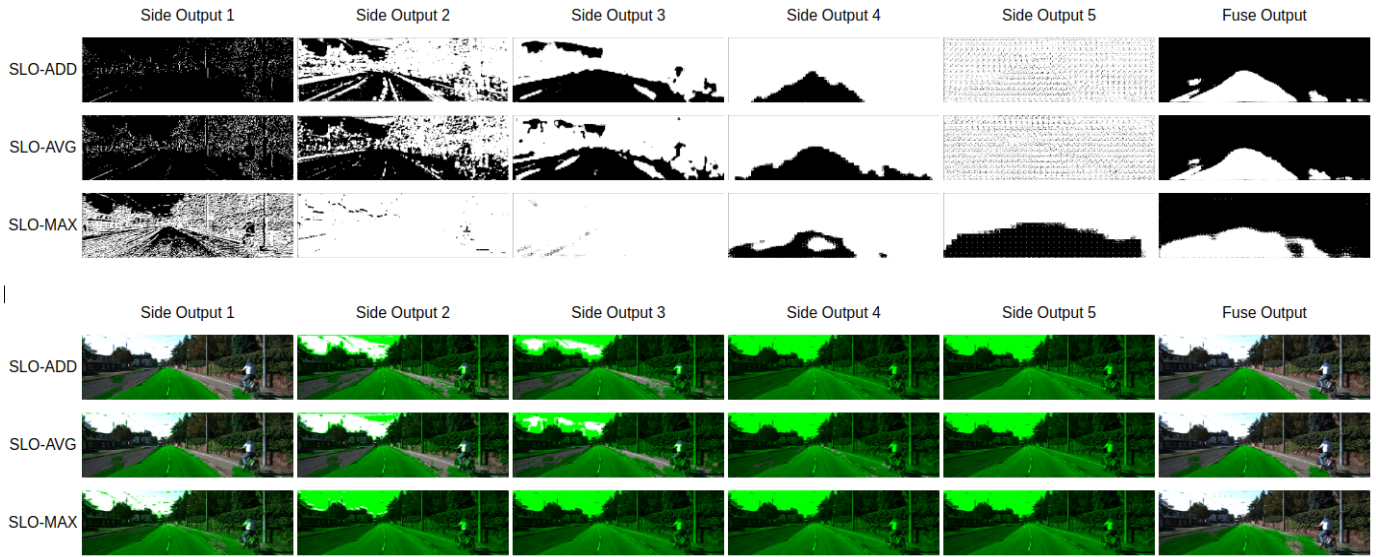 Side Output 1 Side Output 2 Side Output 3 Side Output 4 Side Output 5 Fuse Output
SLO-ADD
SLO-AVG
SLO-MAX
Side Output 1 Side Output 2 Side Output 3 Side Output 4 Side Output 5 Fuse Output
SLO-ADD
SLO-AVG
SLO-MAX